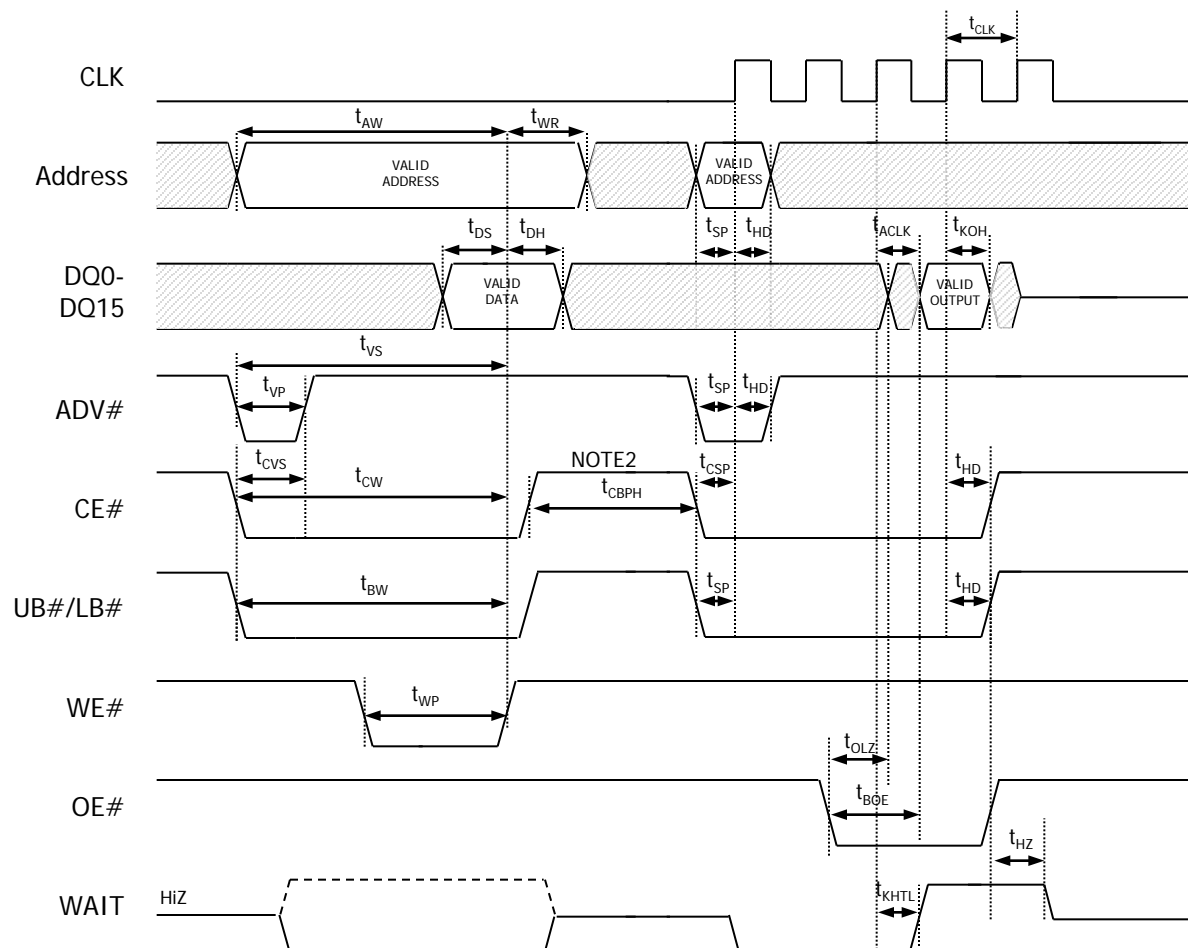 tCLK
CLK
tAW
tWR
Address
VALID
ADDRESS
VALID
ADDRESS
tDS
tDH
tSP
tHD
tACLK
tKOH
DQ0-
DQ15
VALID
DATA
VALID
OUTPUT
tVS
tVP
tSP
tHD
ADV#
tCVS
tCW
NOTE2
tCBPH
tCSP
tHD
CE#
tBW
tSP
tHD
UB#/LB#
WE#
tWP
tOLZ
OE#
tBOE
tHZ
WAIT
HiZ
tKHTL